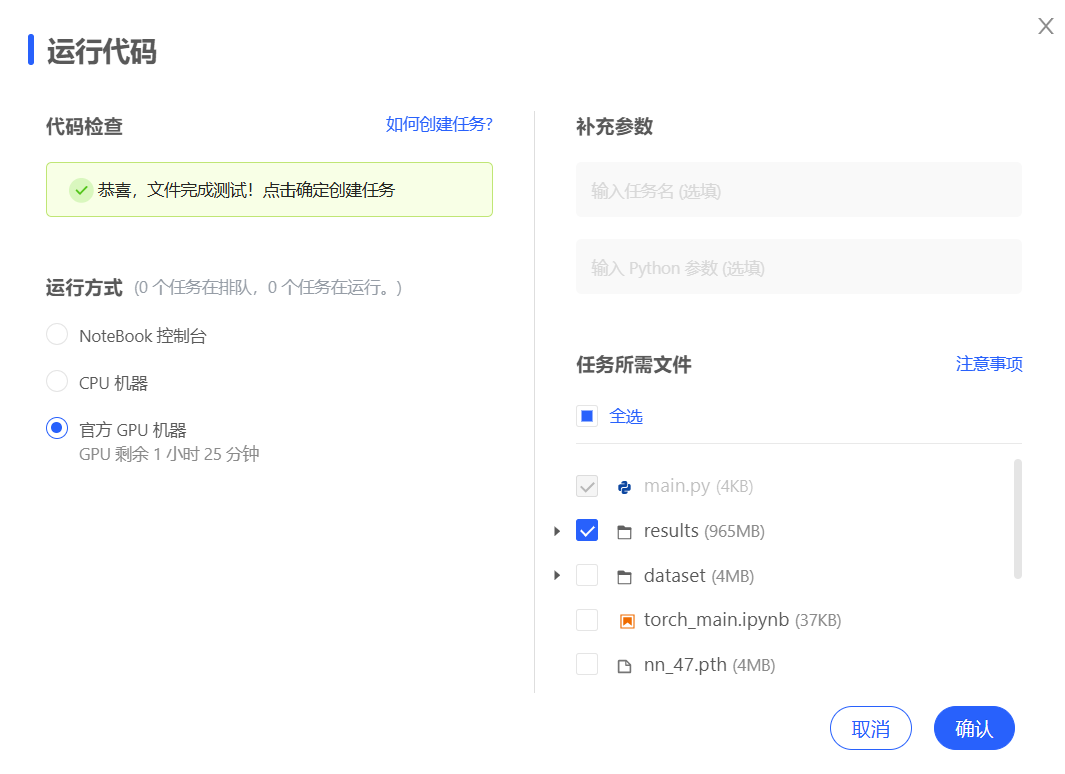 运行代码
代码检查
如何创建任务?
恭喜，文件完成测试！点击确定创建任务
运行方式 (0 个任务在排队，0 个任务在运行。)
NoteBook 控制台
CPU 机器
官方 GPU 机器
GPU 剩余 1 小时 25 分钟
补充参数
输入任务名 (选填)
输入 Python 参数 (选填)
任务所需文件
注意事项
全选
main.py (4KB)
results (965MB)
dataset (4MB)
torch_main.ipynb (37KB)
nn_47.pth (4MB)
取消
确认